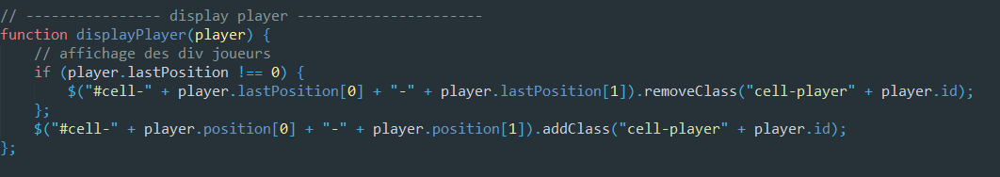 // ---------------- display player ----------------------
function displayPlayer(player) {
    // affichage des div joueurs
    if (player.lastPosition !== 0) {
        $("#cell-" + player.lastPosition[0] + "-" + player.lastPosition[1]).removeClass("cell-player" + player.id);
    };
    $("#cell-" + player.position[0] + "-" + player.position[1]).addClass("cell-player" + player.id);
};